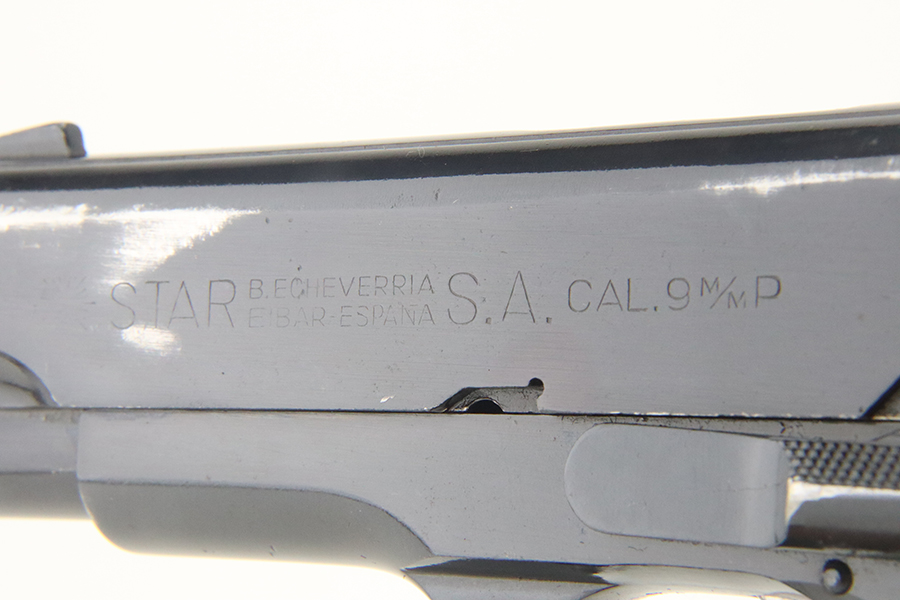 STAR B.ECHEVERRIA S.A. CAL.9 M/M P
EIBAR-ESPAÑA